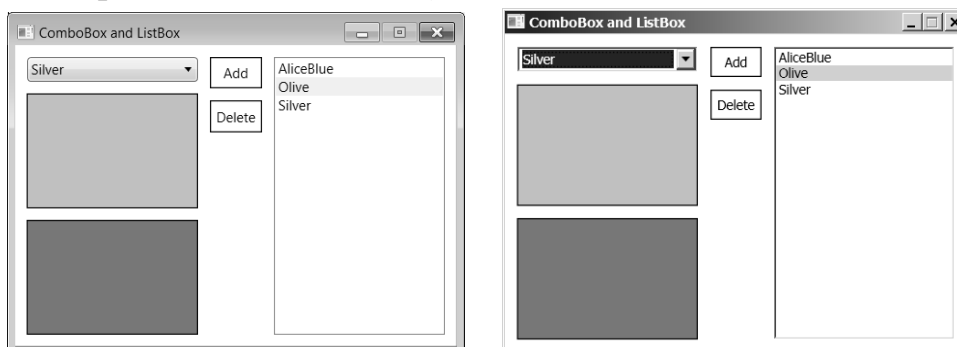 ComboBox and ListBox
Silver
Add
Delete
AliceBlue
Olive
Silver
ComboBox and ListBox
Silver
Add
Delete
AliceBlue
Olive
Silver